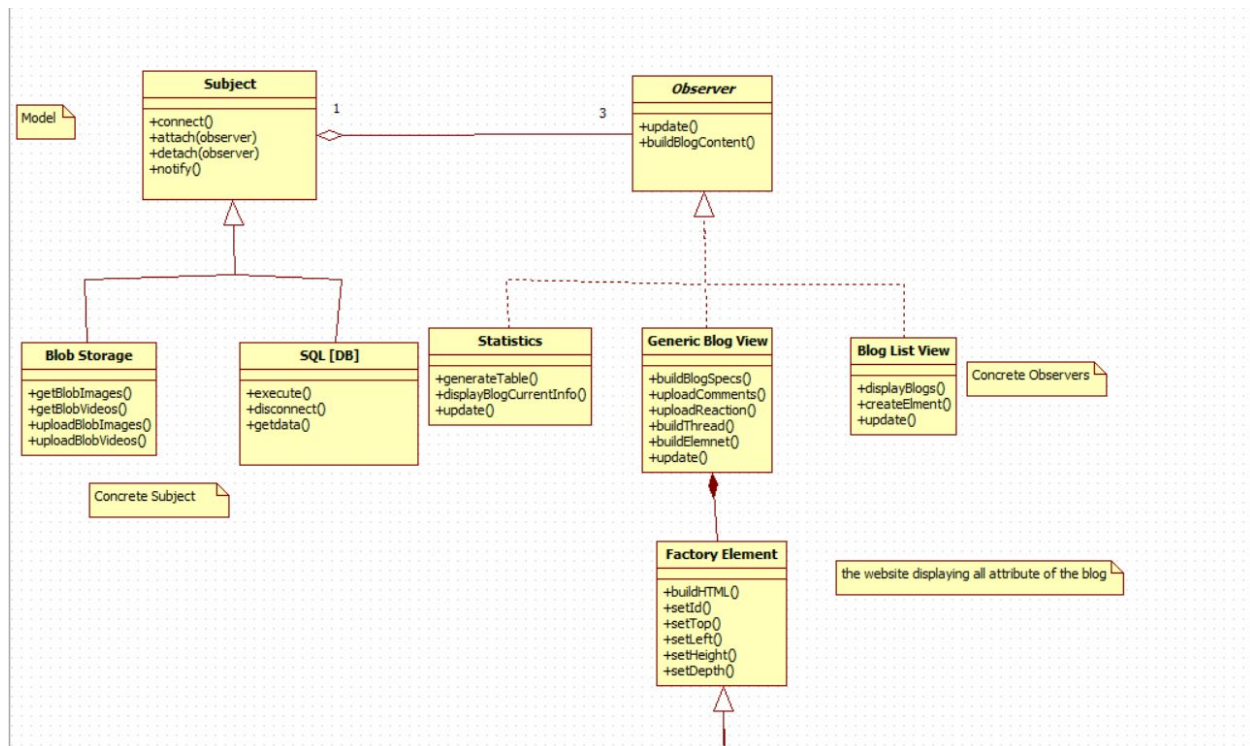 Model
Subject
+connect()
+attach(observer)
+detach(observer)
+notify()
1
3
Observer
+update()
+buildBlogContent()
Blob Storage
+getBlobImages()
+getBlobVideos()
+uploadBlobImages()
+uploadBlobVideos()
SQL [DB]
+execute()
+disconnect()
+getdata()
Statistics
+generateTable()
+displayBlogCurrentInfo()
+update()
Generic Blog View
+buildBlogSpecs()
+uploadComments()
+uploadReaction()
+buildThread()
+buildElemnet()
+update()
Blog List View
+displayBlogs()
+createElment()
+update()
Concrete Observers
Concrete Subject
Factory Element
+buildHTML()
+setId()
+setTop()
+setLeft()
+setHeight()
+setDepth()
the website displaying all attribute of the blog